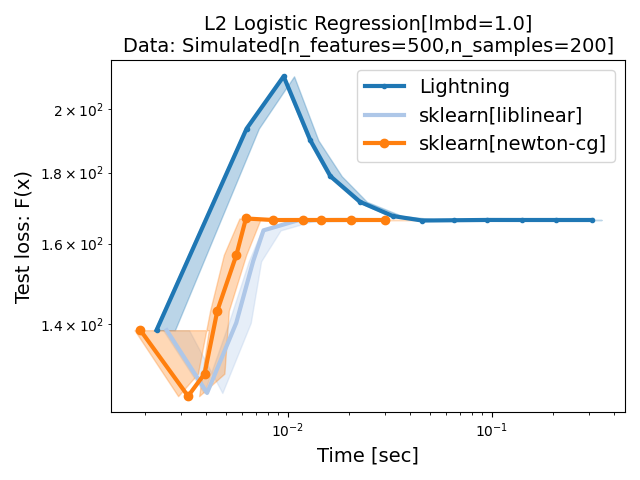 L2 Logistic Regression[lmbd=1.0]
Data: Simulated[n_features=500,n_samples=200]
Lightning
sklearn[liblinear]
sklearn[newton-cg]
Test loss: F(x)
2 × 10²
1.8 × 10²
1.6 × 10²
1.4 × 10²
10⁻² 10⁻¹
Time [sec]